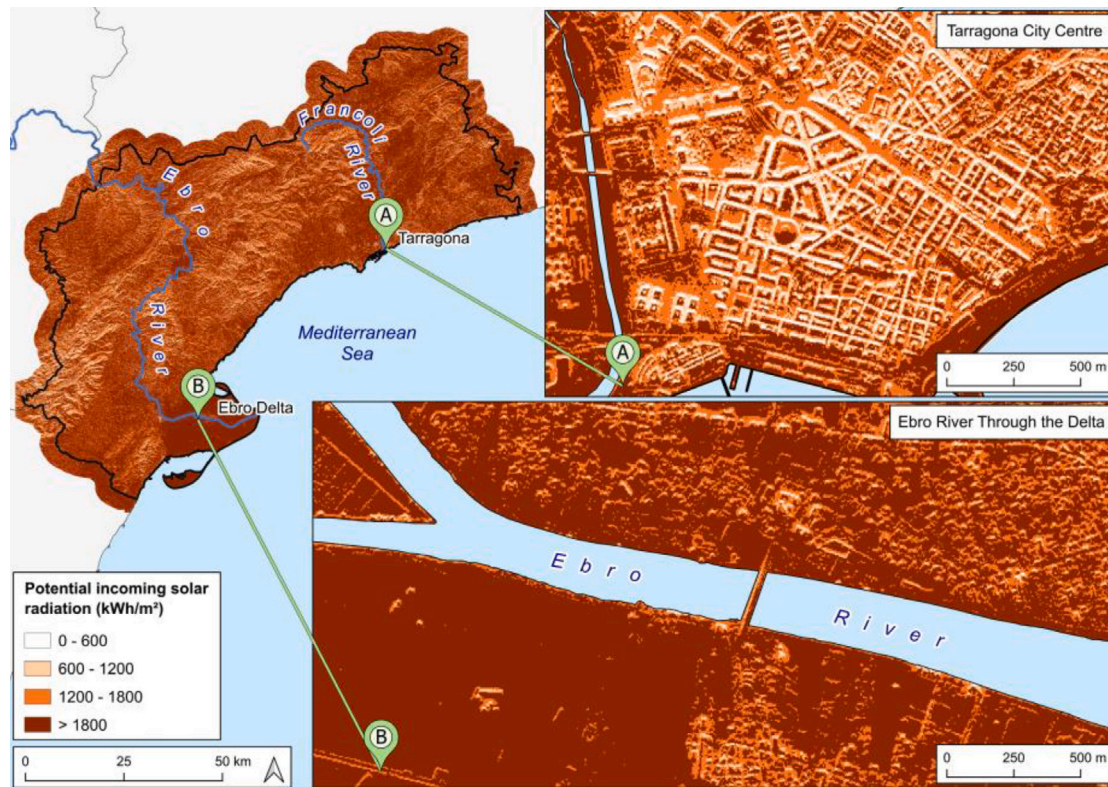 Francolí
River
Ebro
River
A
Tarragona
Mediterranean
Sea
B
Ebro Delta
Potential incoming solar
radiation (kWh/m²)
0 - 600
600 - 1200
1200 - 1800
> 1800
0 25 50 km
Tarragona City Centre
A
0 250 500 m
Ebro River Through the Delta
Ebro
River
B
0 250 500 m